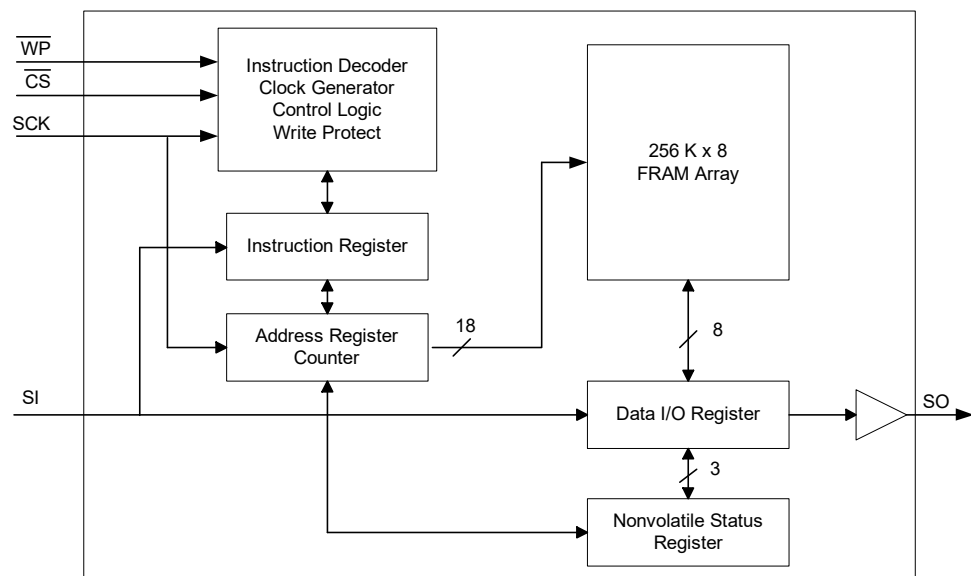 WP
CS
SCK
Instruction Decoder
Clock Generator
Control Logic
Write Protect
256 K x 8
FRAM Array
Instruction Register
Address Register
Counter
18
8
SI
Data I/O Register
SO
3
Nonvolatile Status
Register